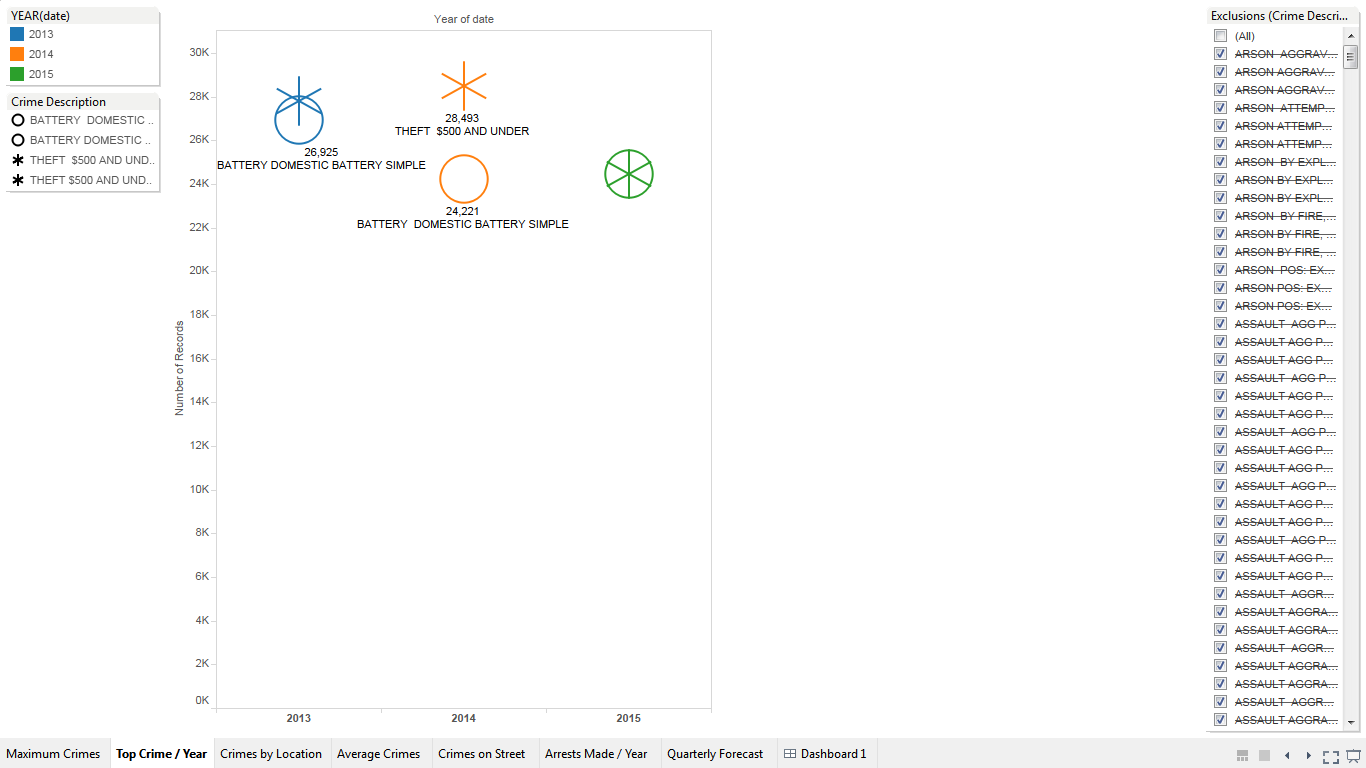 YEAR(date)
2013
2014
2015
Crime Description
BATTERY  DOMESTIC ..
BATTERY DOMESTIC ..
THEFT  $500 AND UND..
THEFT $500 AND UND..
Year of date
Number of Records
30K
28K
26K
24K
22K
20K
18K
16K
14K
12K
10K
8K
6K
4K
2K
0K
26,925
BATTERY DOMESTIC BATTERY SIMPLE
28,493
THEFT  $500 AND UNDER
24,221
BATTERY  DOMESTIC BATTERY SIMPLE
2013
2014
2015
Exclusions (Crime Descri...
(All)
ARSON  AGGRAV...
ARSON AGGRAV...
ARSON AGGRAV...
ARSON  ATTEMP...
ARSON ATTEMP...
ARSON ATTEMP...
ARSON  BY EXPL...
ARSON BY EXPL...
ARSON BY EXPL...
ARSON  BY FIRE,...
ARSON BY FIRE, ...
ARSON BY FIRE, ...
ARSON  POS: EX...
ARSON POS: EX...
ARSON POS: EX...
ASSAULT  AGG P...
ASSAULT AGG P...
ASSAULT AGG P...
ASSAULT  AGG P...
ASSAULT AGG P...
ASSAULT AGG P...
ASSAULT  AGG P...
ASSAULT AGG P...
ASSAULT AGG P...
ASSAULT  AGG P...
ASSAULT AGG P...
ASSAULT AGG P...
ASSAULT  AGG P...
ASSAULT AGG P...
ASSAULT AGG P...
ASSAULT  AGGR...
ASSAULT AGGRA...
ASSAULT AGGRA...
ASSAULT  AGGR...
ASSAULT AGGRA...
ASSAULT AGGRA...
ASSAULT  AGGR...
ASSAULT AGGRA...
Maximum Crimes
Top Crime / Year
Crimes by Location
Average Crimes
Crimes on Street
Arrests Made / Year
Quarterly Forecast
Dashboard 1